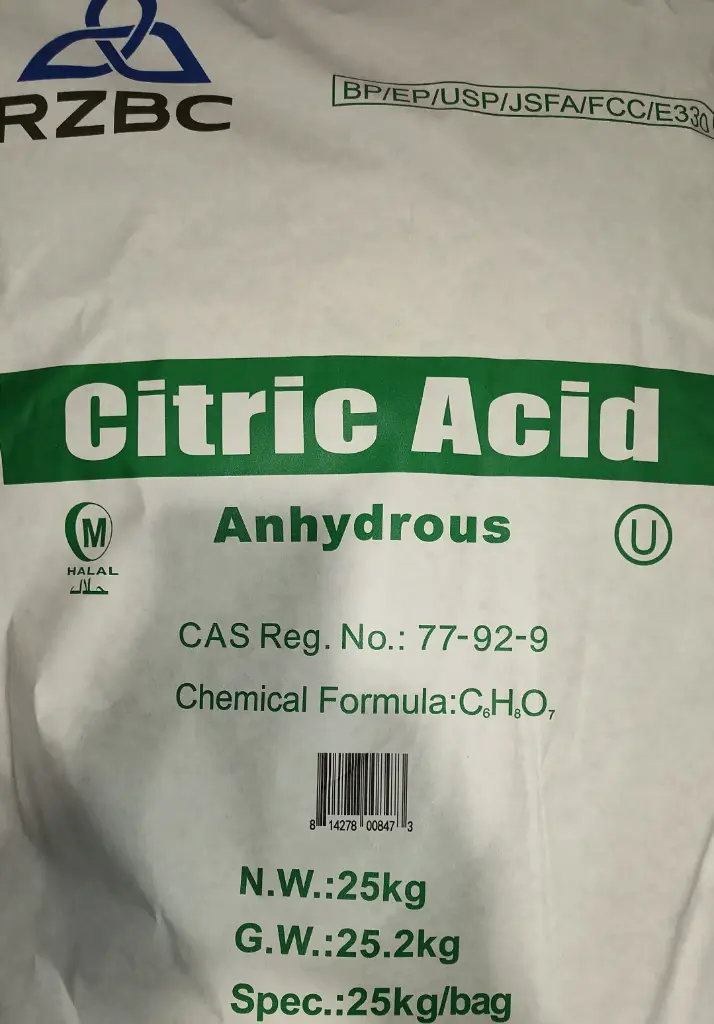 RZBC
BP/EP/USP/JSFA/FCC/E330
Citric Acid
Anhydrous
M
HALAL
حلال
U
CAS Reg. No.: 77-92-9
Chemical Formula:C₆H₈O₇
8 14278 00847 3
N.W.:25kg
G.W.:25.2kg
Spec.:25kg/bag